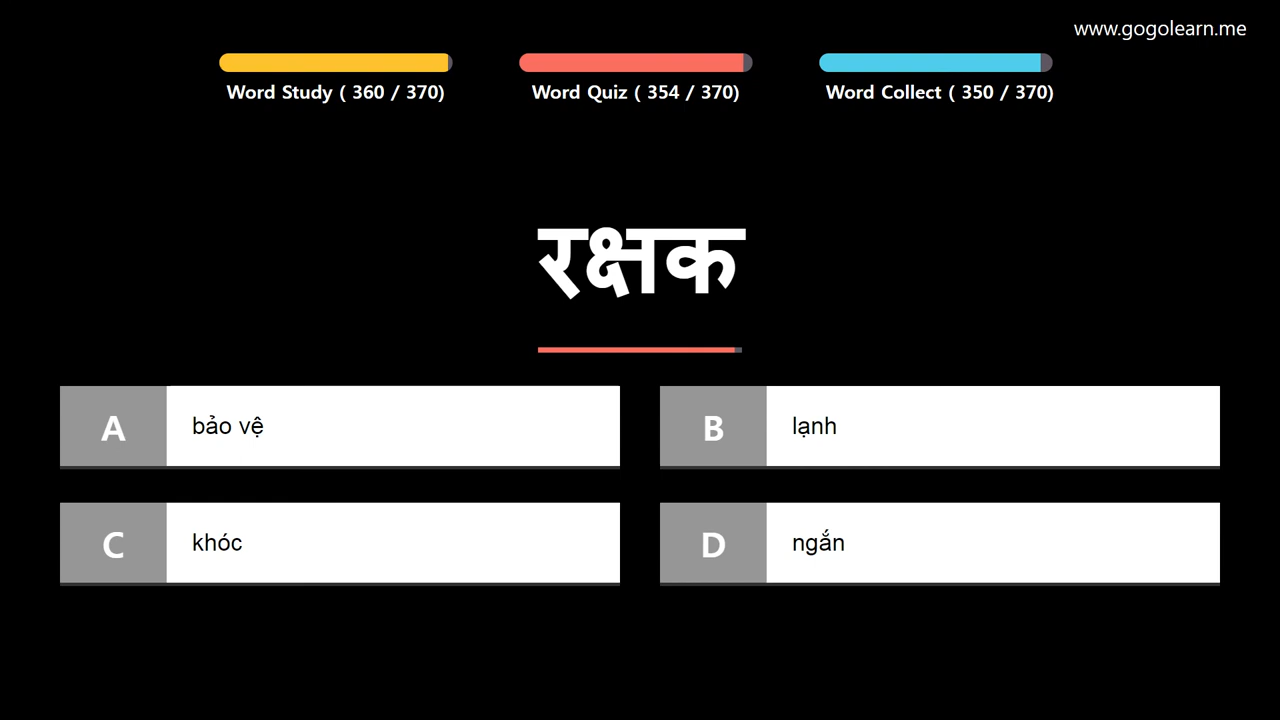 www.gogolearn.me
Word Study ( 360 / 370)
Word Quiz ( 354 / 370)
Word Collect ( 350 / 370)
रक्षक
A bảo vệ
B lạnh
C khóc
D ngắn